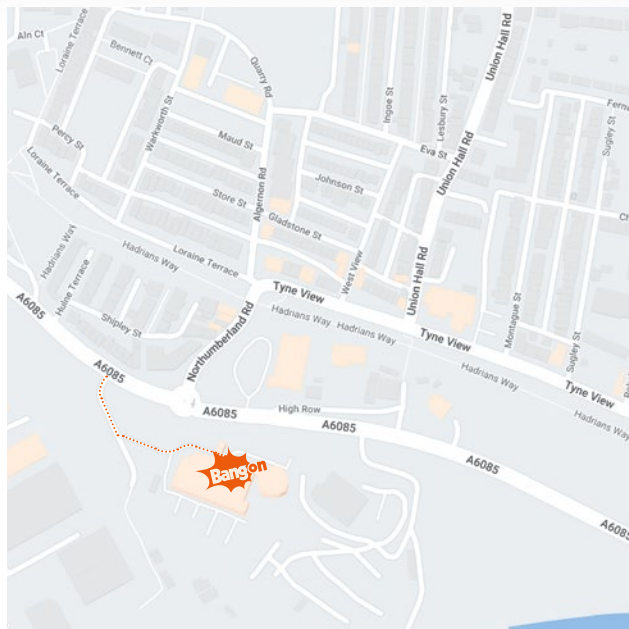 Aln Ct
Loraine Terrace
Bennett Ct
Quarry Rd
Union Hall Rd
Warkworth St
Ingoe St
Lesbury St
Sugley St
Percy St
Maud St
Eva St
Union Hall Rd
Loraine Terrace
Store St
Algernon Rd
Johnson St
Gladstone St
Hadrians Way
Hadrians Way
Loraine Terrace
West View
Union Hall Rd
Hulne Terrace
Tyne View
A6085
Shipley St
Northumberland Rd
Hadrians Way
Hadrians Way
Tyne View
Montague St
Sugley St
Hadrians Way
A6085
Tyne View
Hadrians Way
A6085
High Row
A6085
A6085
Bang on
A6085